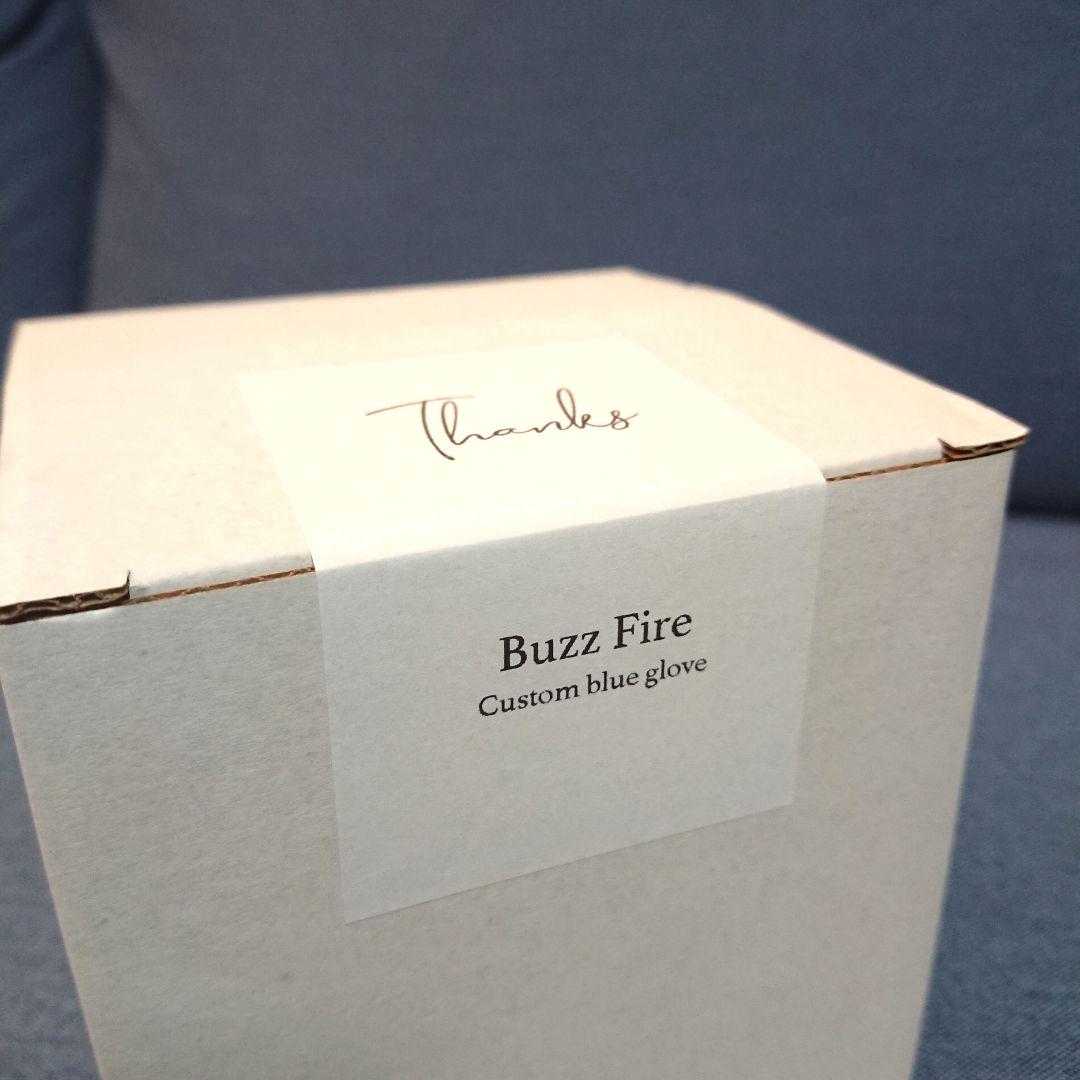 Thanks
Buzz Fire
Custom blue glove